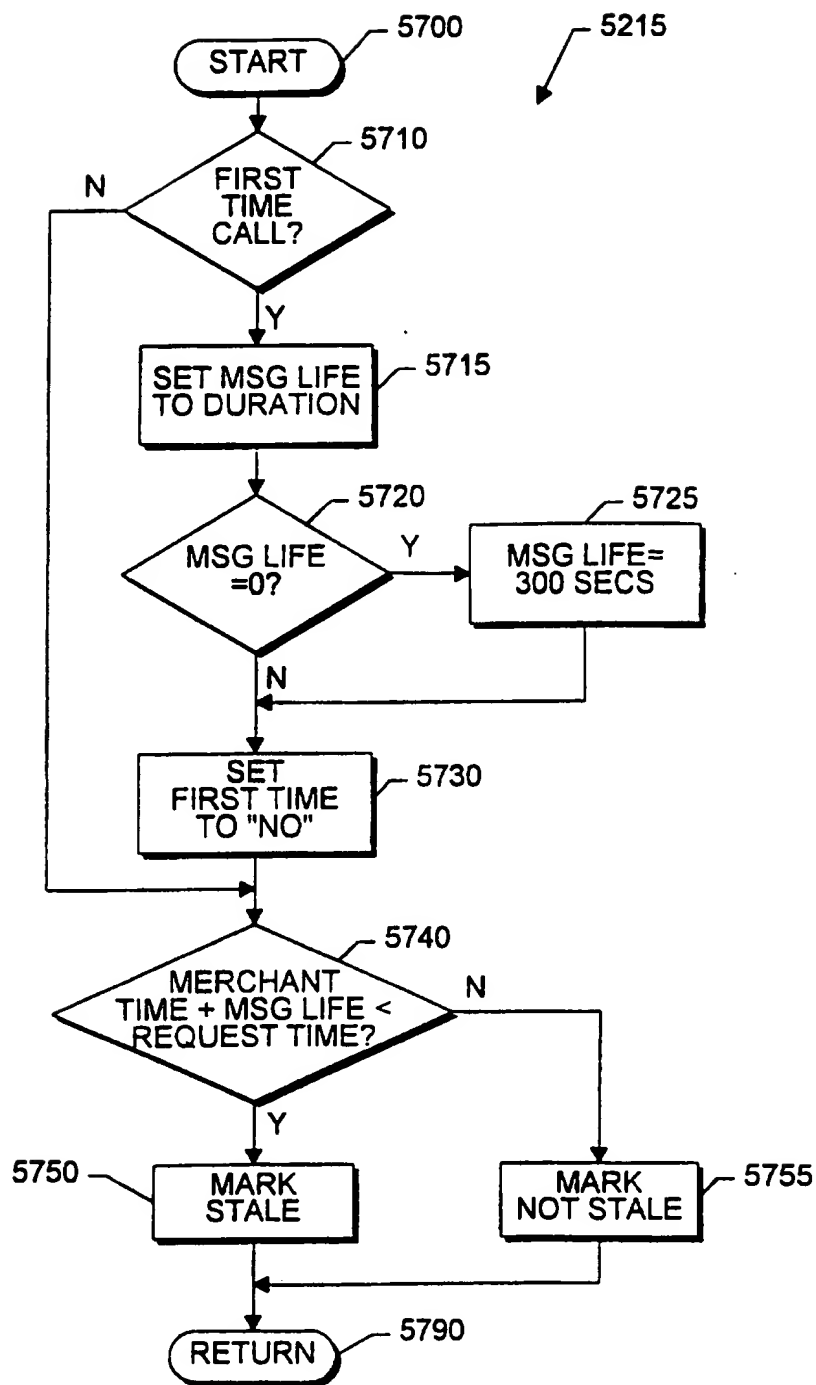 5700
START
5215
5710
FIRST
TIME
CALL?
N
Y
SET MSG LIFE
TO DURATION
5715
5720
MSG LIFE
=0?
Y
5725
MSG LIFE=
300 SECS
N
SET
FIRST TIME
TO "NO"
5730
5740
MERCHANT
TIME + MSG LIFE <
REQUEST TIME?
N
Y
5750
MARK
STALE
MARK
NOT STALE
5755
RETURN
5790